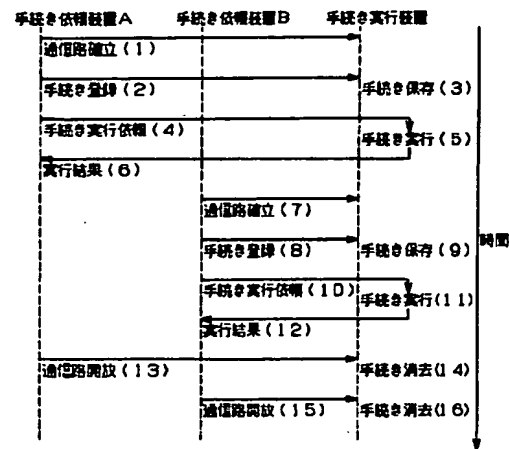 手続き依頼装置A 手続き依頼装置B 手続き実行装置
通信路確立(1)
手続き登録(2) 手続き保存(3)
手続き実行依頼(4)
手続き実行(5)
実行結果(6)
通信路確立(7)
時間
手続き登録(8) 手続き保存(9)
手続き実行依頼(10)
手続き実行(11)
実行結果(12)
通信路開放(13) 手続き消去(14)
通信路開放(15) 手続き消去(16)